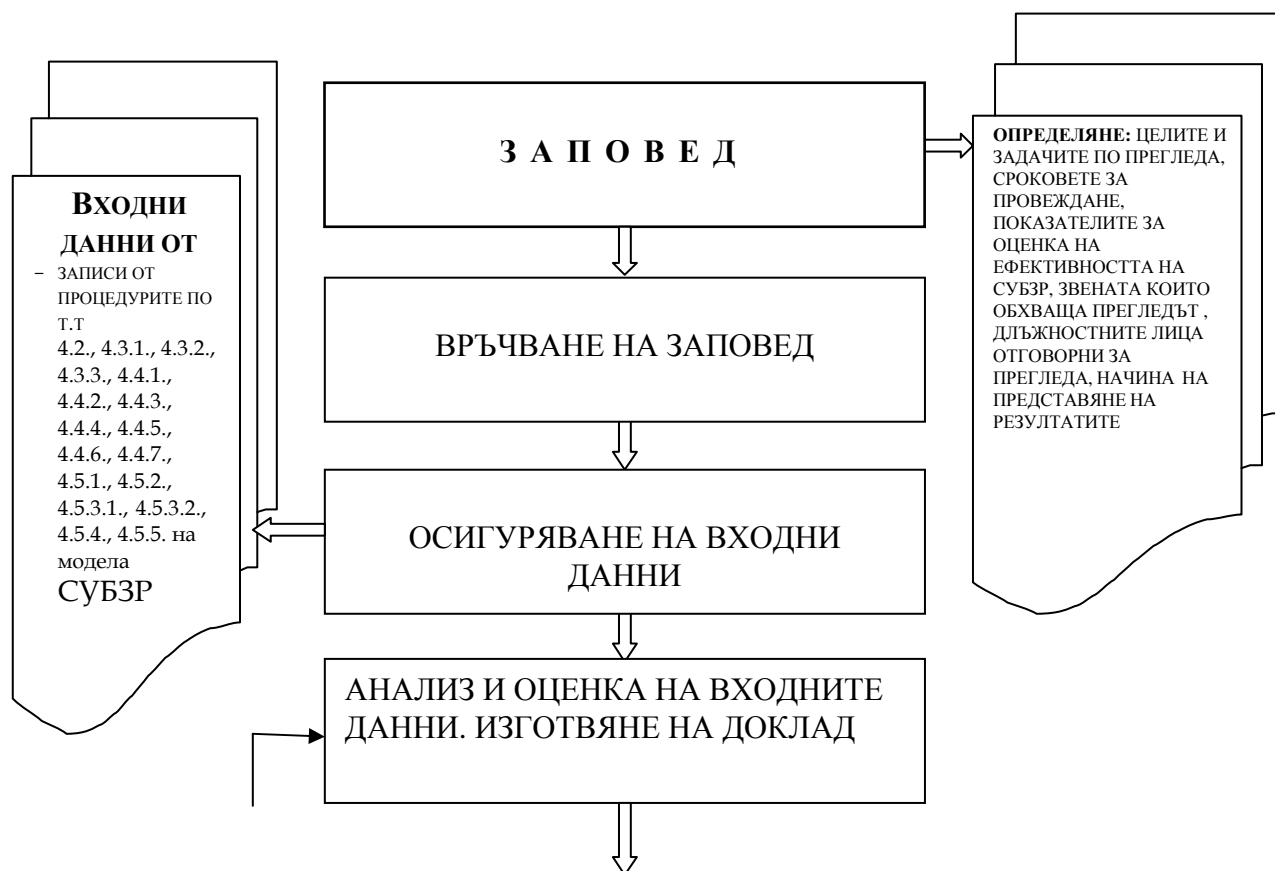 З А П О В Е Д
ОПРЕДЕЛЯНЕ: ЦЕЛИТЕ И
ЗАДАЧИТЕ ПО ПРЕГЛЕДА,
СРОКОВЕТЕ ЗА
ПРОВЕЖДАНЕ,
ПОКАЗАТЕЛИТЕ ЗА
ОЦЕНКА НА
ЕФЕКТИВНОСТТА НА
СУБЗР, ЗВЕНАТА КОИТО
ОБХВАЩА ПРЕГЛЕДЪТ ,
ДЛЪЖНОСТНИТЕ ЛИЦА
ОТГОВОРНИ ЗА
ПРЕГЛЕДА, НАЧИНА НА
ПРЕДСТАВЯНЕ НА
РЕЗУЛТАТИТЕ
ВХОДНИ
ДАННИ ОТ
– ЗАПИСИ ОТ
ПРОЦЕДУРИТЕ ПО
Т.Т
4.2., 4.3.1., 4.3.2.,
4.3.3., 4.4.1.,
4.4.2., 4.4.3.,
4.4.4., 4.4.5.,
4.4.6., 4.4.7.,
4.5.1., 4.5.2.,
4.5.3.1., 4.5.3.2.,
4.5.4., 4.5.5. на
модела
СУБЗР
ВРЪЧВАНЕ НА ЗАПОВЕД
ОСИГУРЯВАНЕ НА ВХОДНИ
ДАННИ
АНАЛИЗ И ОЦЕНКА НА ВХОДНИТЕ
ДАННИ. ИЗГОТВЯНЕ НА ДОКЛАД